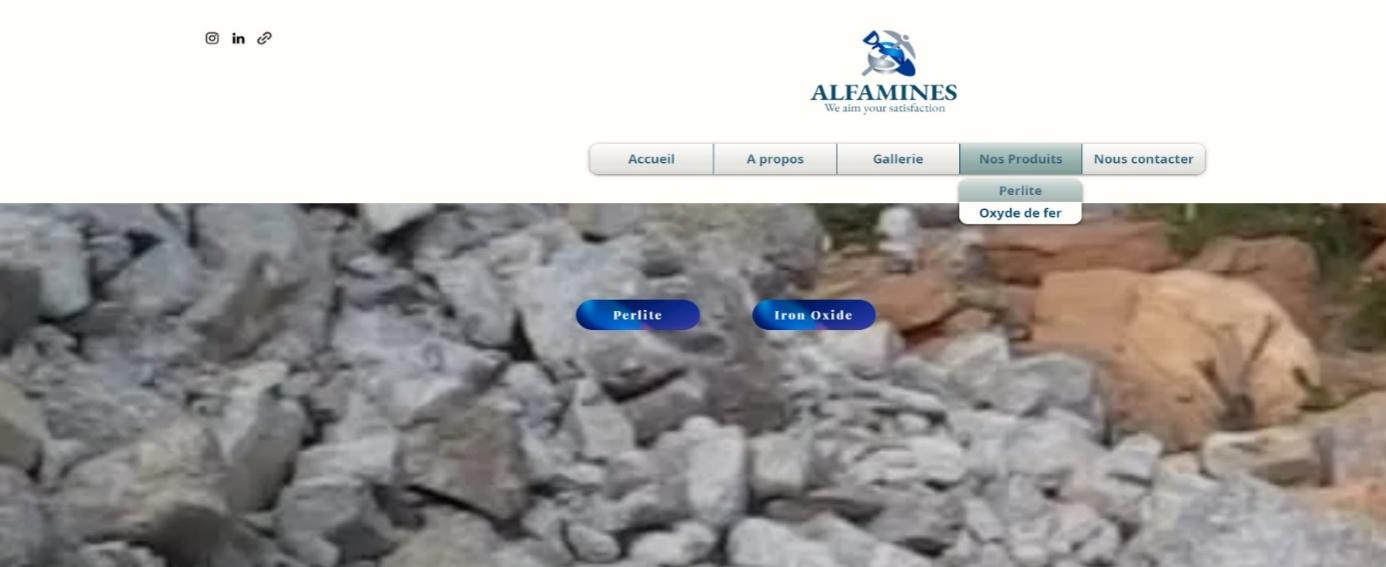 in
ALFAMINES
We aim your satisfaction
Accueil
A propos
Gallerie
Nos Produits
Nous contacter
Perlite
Oxyde de fer
Perlite
Iron Oxide